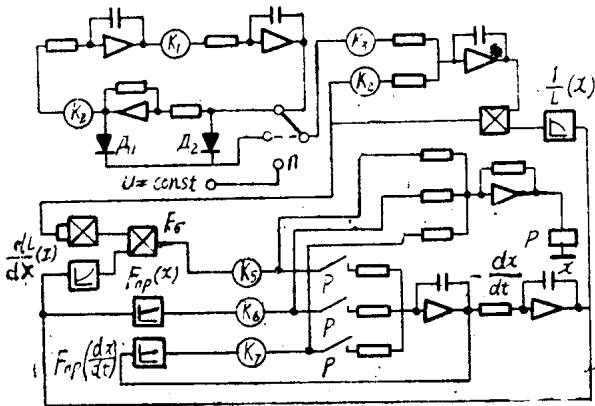 K₁
K₃
K₂
K₂
Д₁
Д₂
П
U = const
1/L (x)
dL/dx (x)
Fб
Fпр(x)
K₅
K₆
K₇
P
P
P
P
x
-dx/dt
Fпр(dx/dt)